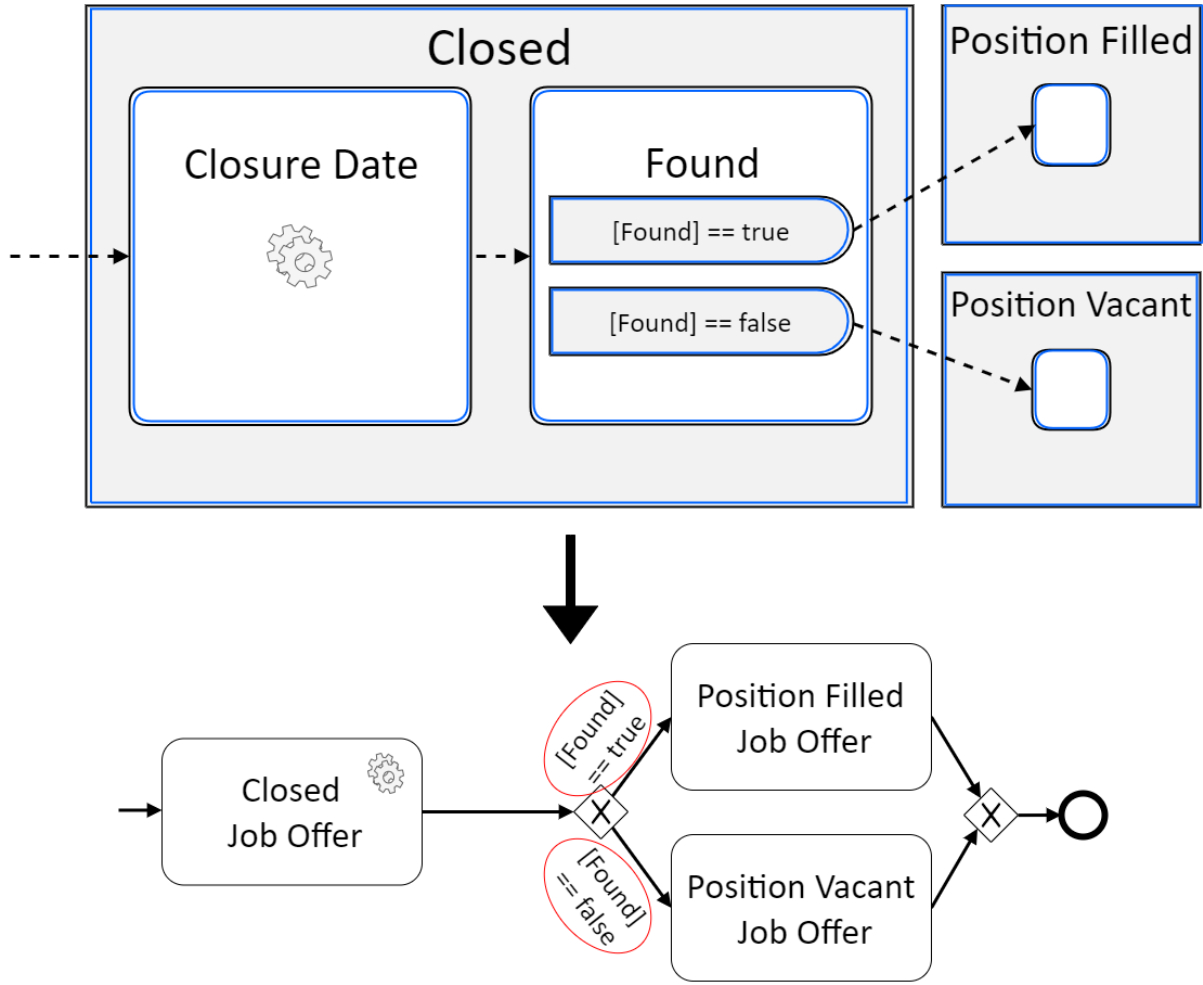 Closed
Position Filled
Closure Date
Found
[Found] == true
[Found] == false
Position Vacant
[Found]
== true
Position Filled
Job Offer
Closed
Job Offer
X
X
[Found]
== false
Position Vacant
Job Offer